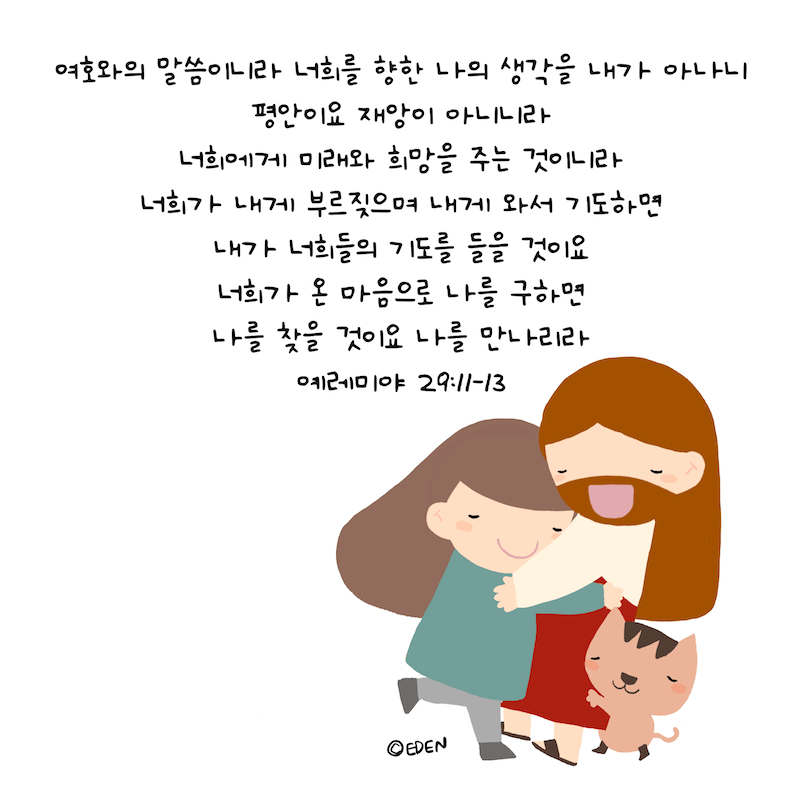 여호와의 말씀이니라 너희를 향한 나의 생각을 내가 아나니
평안이요 재앙이 아니니라
너희에게 미래와 희망을 주는 것이니라
너희가 내게 부르짖으며 내게 와서 기도하면
내가 너희들의 기도를 들을 것이요
너희가 온 마음으로 나를 구하면
나를 찾을 것이요 나를 만나리라
예레미야 29:11-13
©EDEN